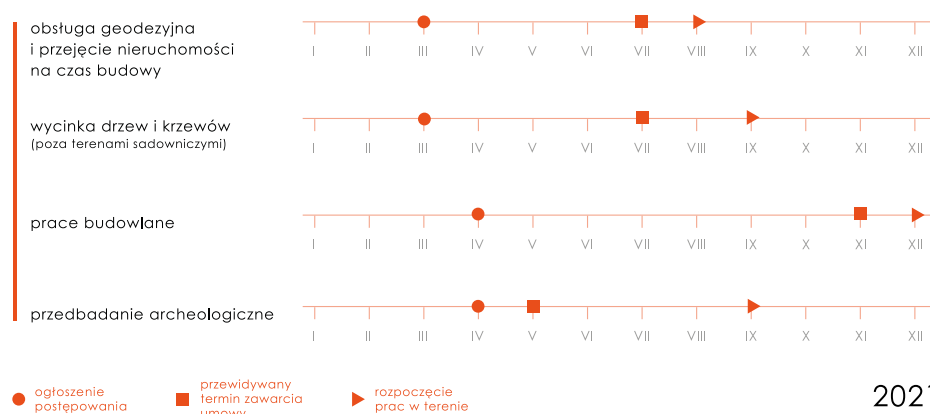 obsługa geodezyjna
i przejęcie nieruchomości
na czas budowy
I II III IV V VI VII VIII IX X XI XII
wycinka drzew i krzewów
(poza terenami sadowniczymi)
I II III IV V VI VII VIII IX X XI XII
prace budowlane
I II III IV V VI VII VIII IX X XI XII
przedbadanie archeologiczne
I II III IV V VI VII VIII IX X XI XII
ogłoszenie
postępowania
przewidywany
termin zawarcia
umowy
rozpoczęcie
prac w terenie
2021